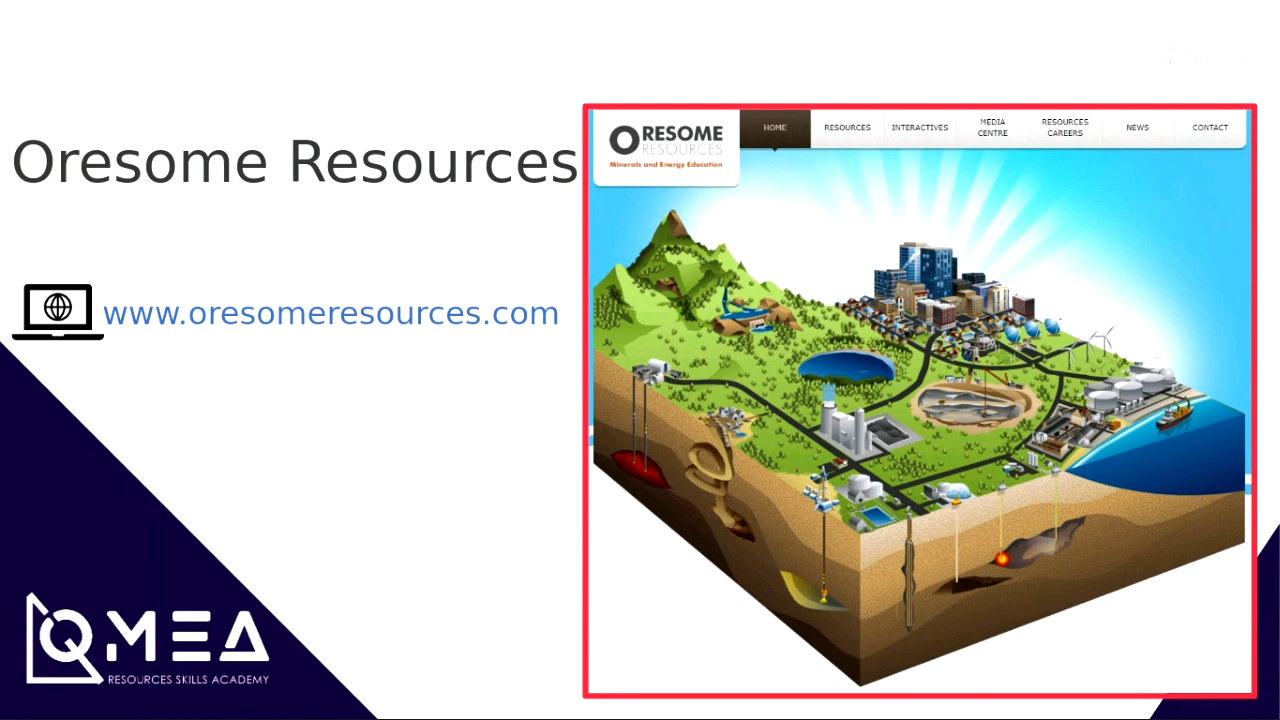 Oresome Resources
www.oresomeresources.com
ORESOME
RESOURCES
Minerals and Energy Education
HOME
RESOURCES
INTERACTIVES
MEDIA
CENTRE
RESOURCES
CAREERS
NEWS
CONTACT
QMEA
RESOURCES SKILLS ACADEMY